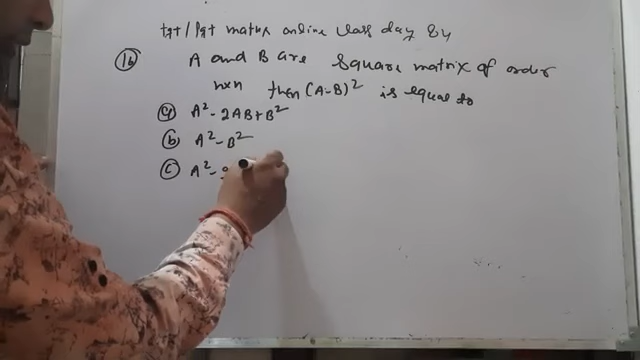 tgt/pgt maths online class day 84
(16) A and B are square matrix of order
n×n then (A-B)² is equal to
(a) A² - 2AB + B²
(b) A² - B²
(c) A² -